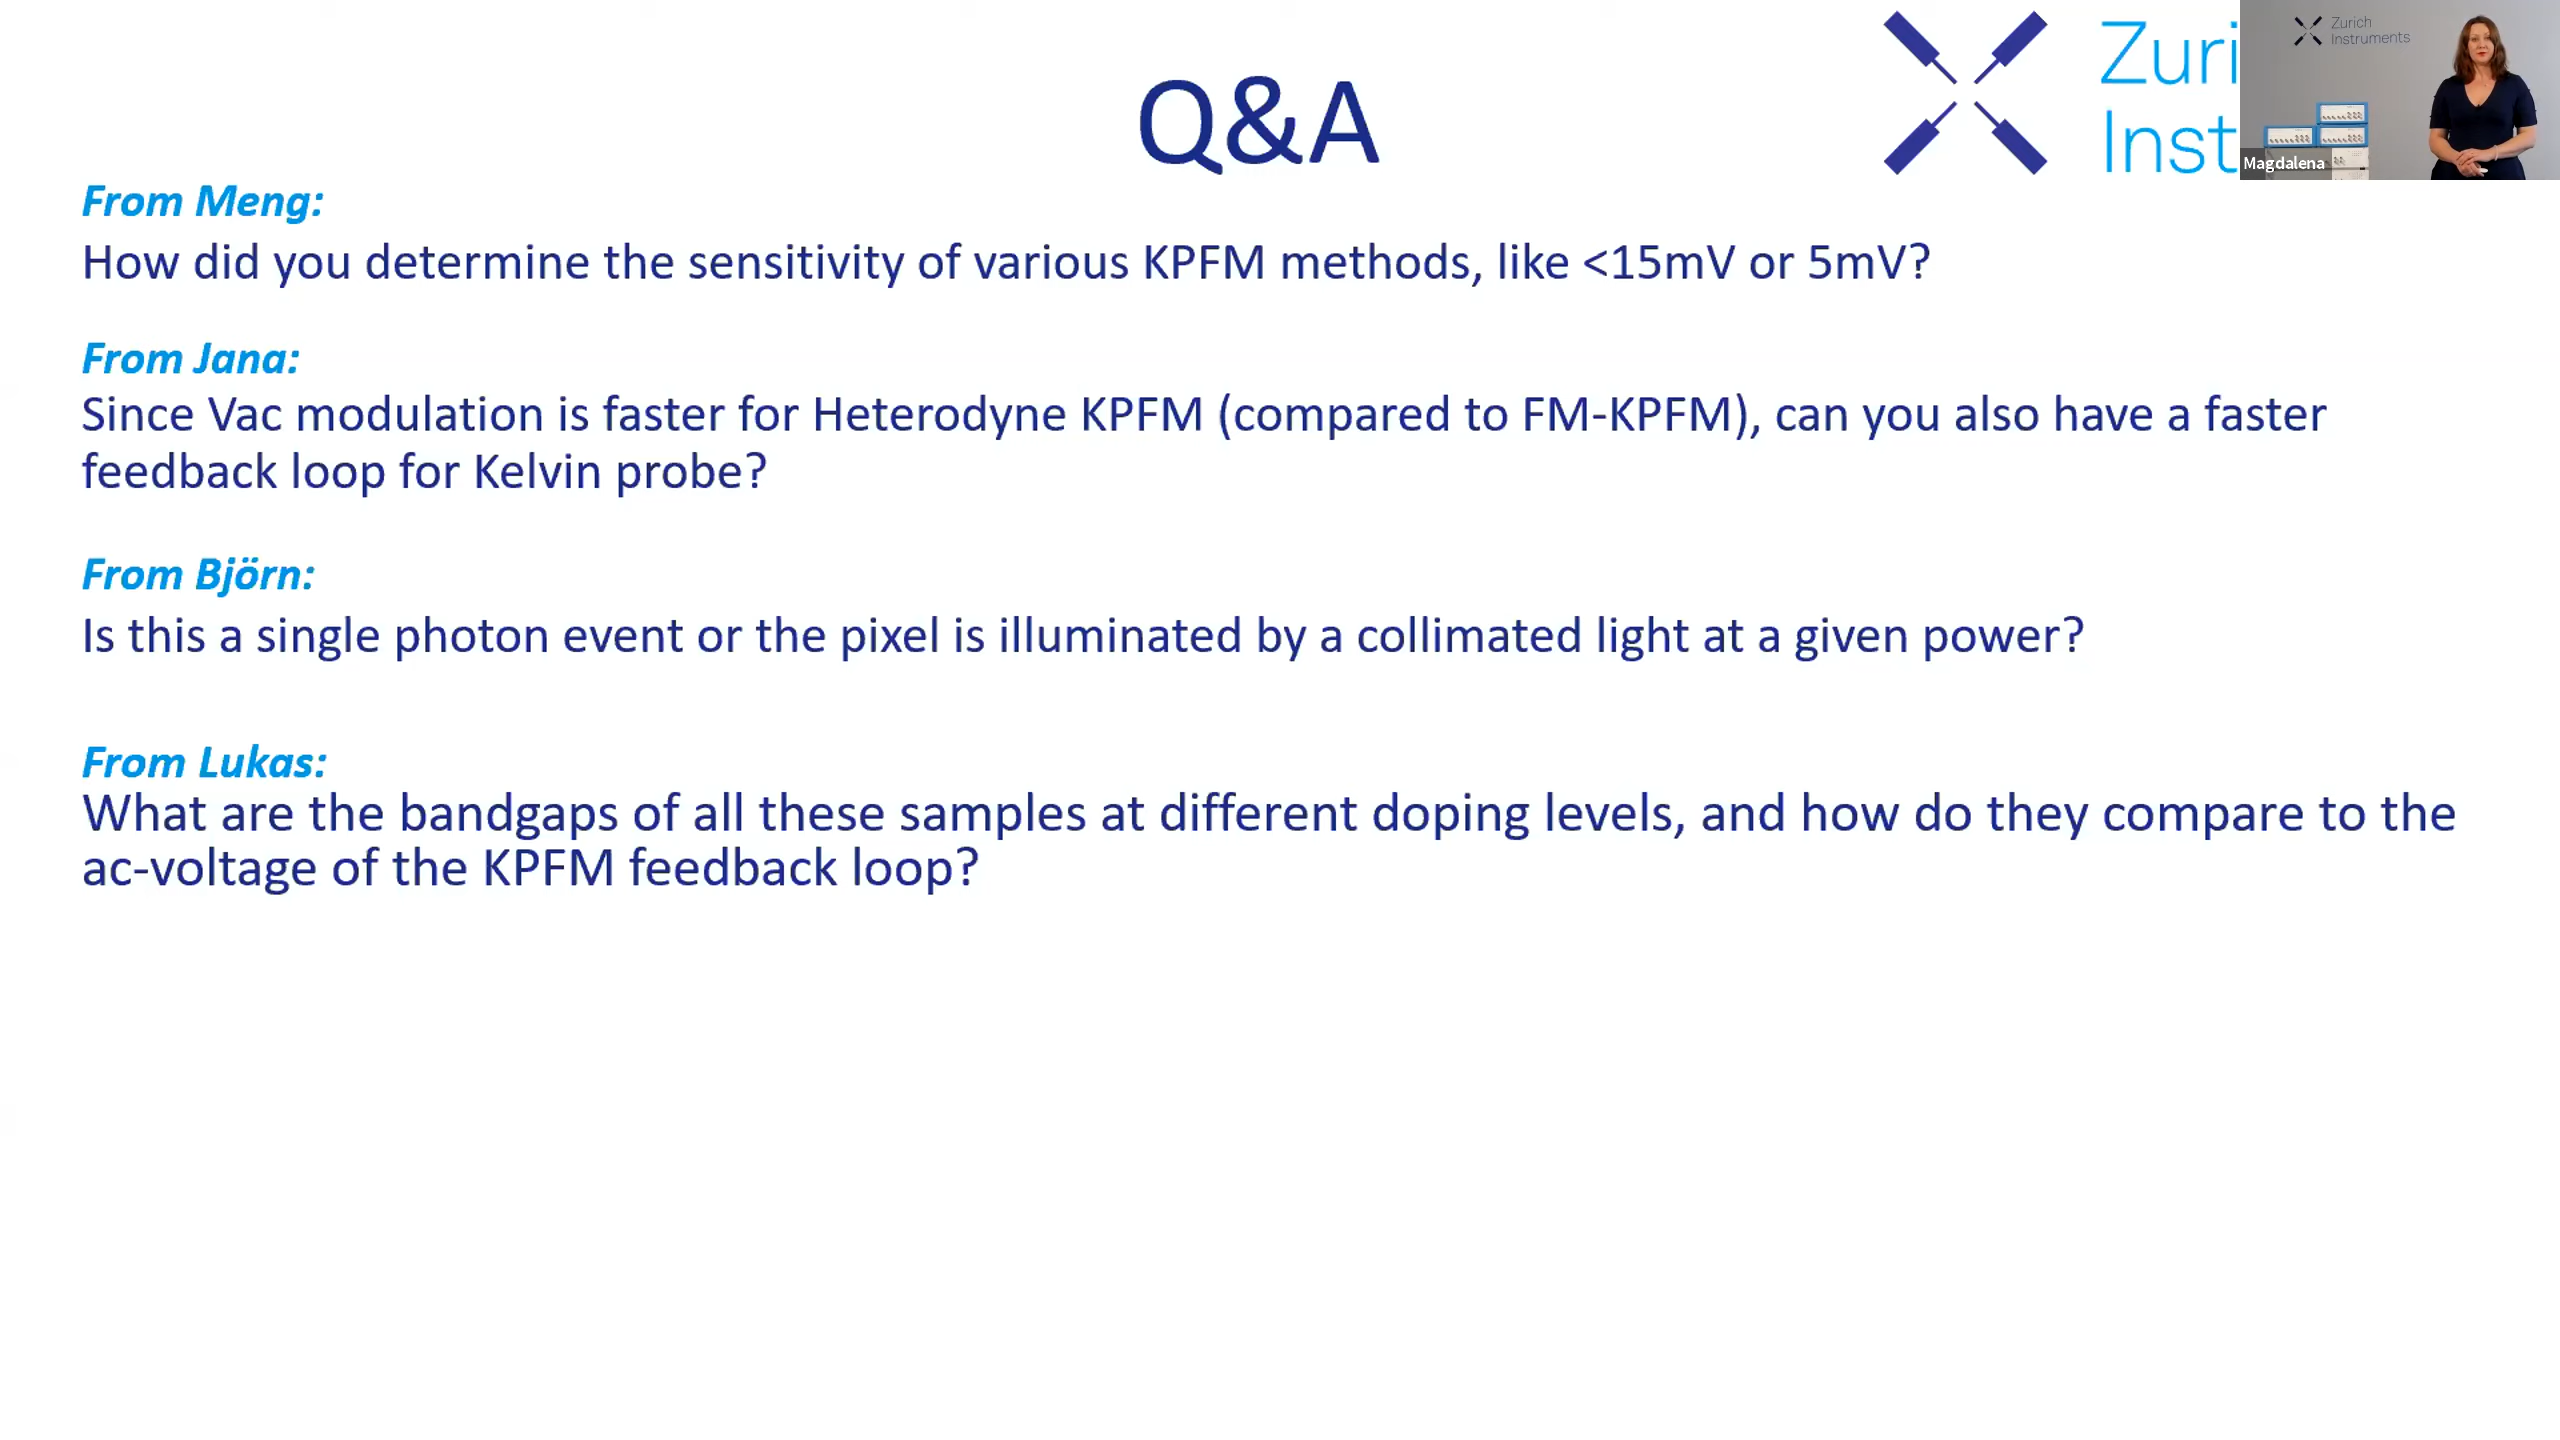 Q&A
Zuri
Inst
Zurich
Instruments
Magdalena
From Meng:
How did you determine the sensitivity of various KPFM methods, like <15mV or 5mV?
From Jana:
Since Vac modulation is faster for Heterodyne KPFM (compared to FM-KPFM), can you also have a faster
feedback loop for Kelvin probe?
From Björn:
Is this a single photon event or the pixel is illuminated by a collimated light at a given power?
From Lukas:
What are the bandgaps of all these samples at different doping levels, and how do they compare to the
ac-voltage of the KPFM feedback loop?